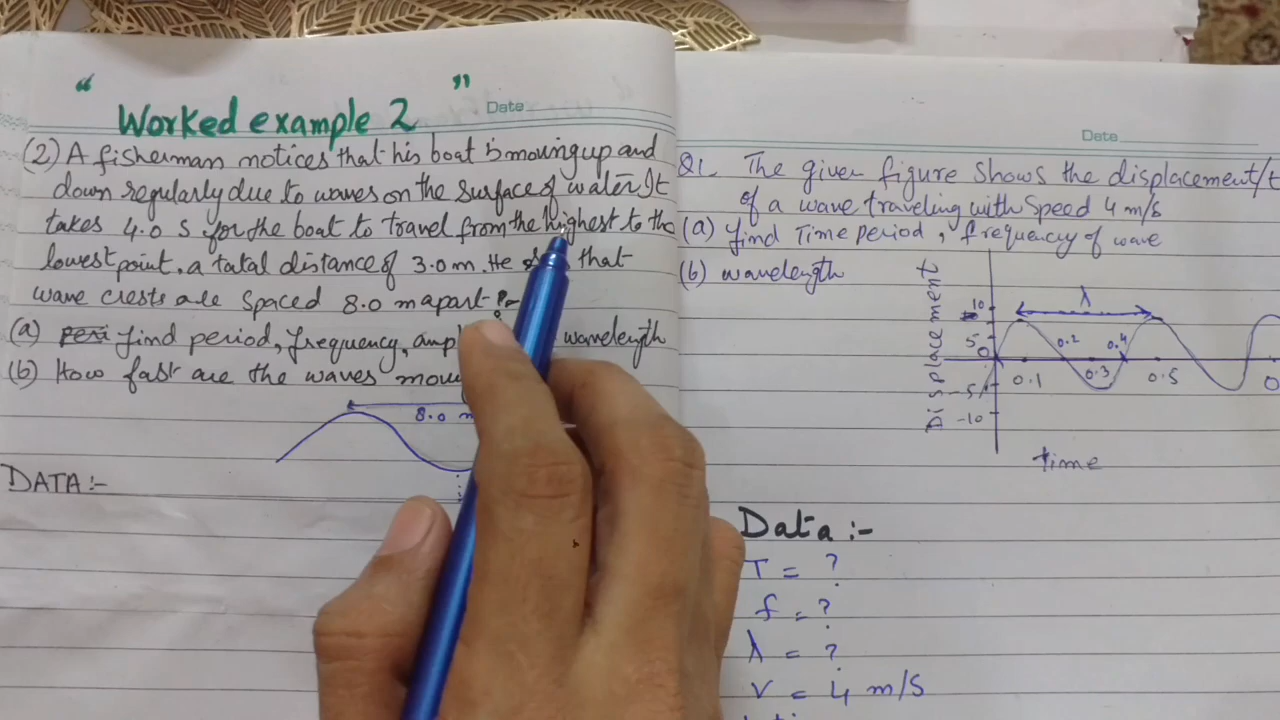 " Worked example 2 "
Date
(2) A fisherman notices that his boat is moving up and
down regularly due to waves on the surface of water. It
takes 4.0 s for the boat to travel from the highest to the
lowest point, a total distance of 3.0 m. He that
wave crests are spaced 8.0 m apart.
(a) find period, frequency, wavelength
(b) How fast are the waves
8.0 m
DATA:-
Date
Q1. The given figure shows the displacement/t
of a wave traveling with speed 4 m/s
(a) find Time period, frequency of wave
(b) wavelength
Displacement
10
5
0
-5
-10
λ
0.1
0.2
0.3
0.4
0.5
0
time
Data :-
T = ?
f = ?
λ = ?
V = 4 m/s